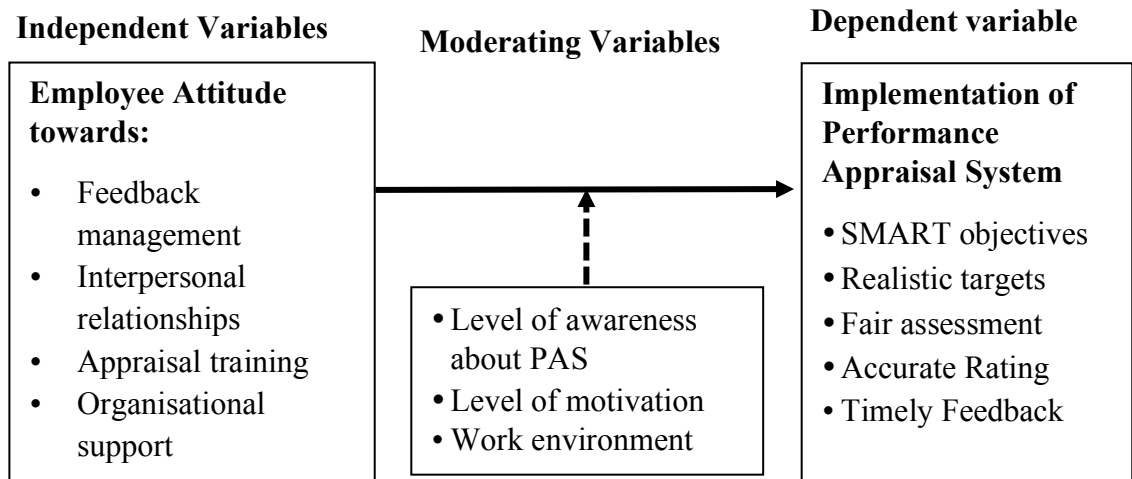 Independent Variables
Employee Attitude
towards:
• Feedback
management
• Interpersonal
relationships
• Appraisal training
• Organisational
support
Moderating Variables
• Level of awareness
about PAS
• Level of motivation
• Work environment
Dependent variable
Implementation of
Performance
Appraisal System
• SMART objectives
• Realistic targets
• Fair assessment
• Accurate Rating
• Timely Feedback